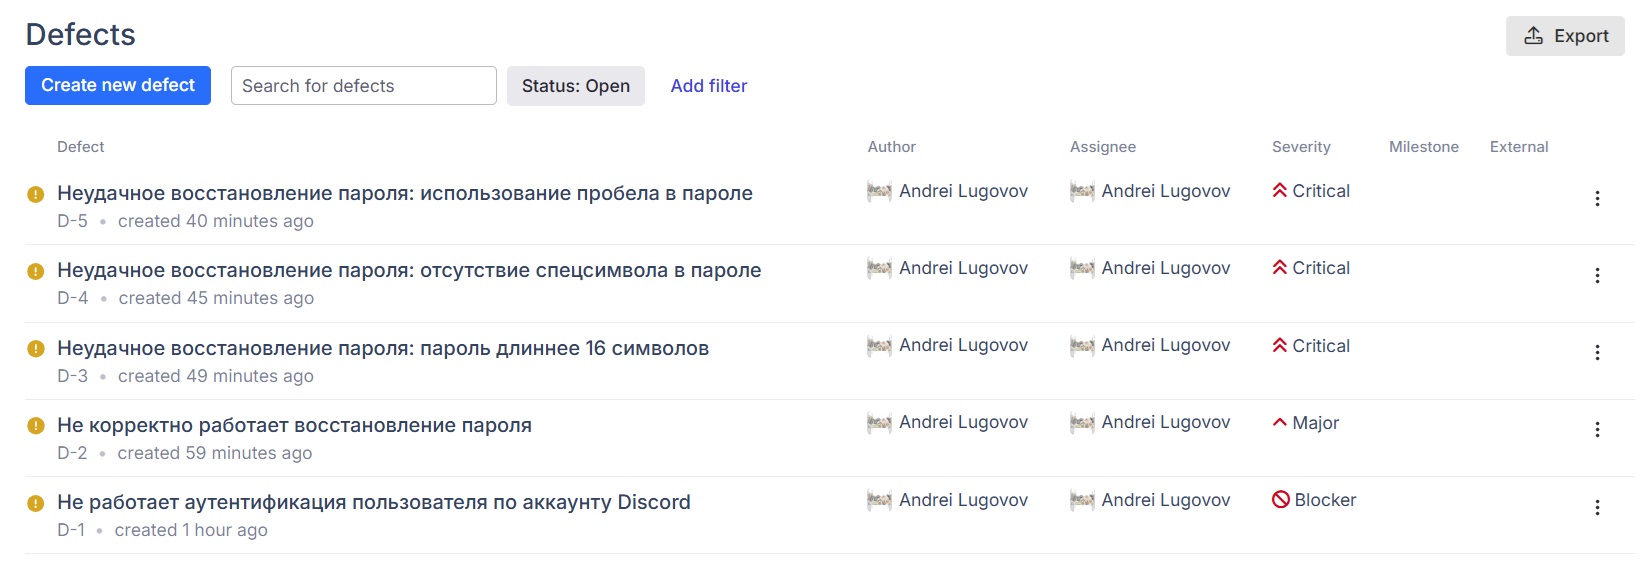 Defects
Export
Create new defect
Search for defects
Status: Open
Add filter
Defect Author Assignee Severity Milestone External
Неудачное восстановление пароля: использование пробела в пароле Andrei Lugovov Andrei Lugovov Critical
D-5 • created 40 minutes ago
Неудачное восстановление пароля: отсутствие спецсимвола в пароле Andrei Lugovov Andrei Lugovov Critical
D-4 • created 45 minutes ago
Неудачное восстановление пароля: пароль длиннее 16 символов Andrei Lugovov Andrei Lugovov Critical
D-3 • created 49 minutes ago
Не корректно работает восстановление пароля Andrei Lugovov Andrei Lugovov Major
D-2 • created 59 minutes ago
Не работает аутентификация пользователя по аккаунту Discord Andrei Lugovov Andrei Lugovov Blocker
D-1 • created 1 hour ago